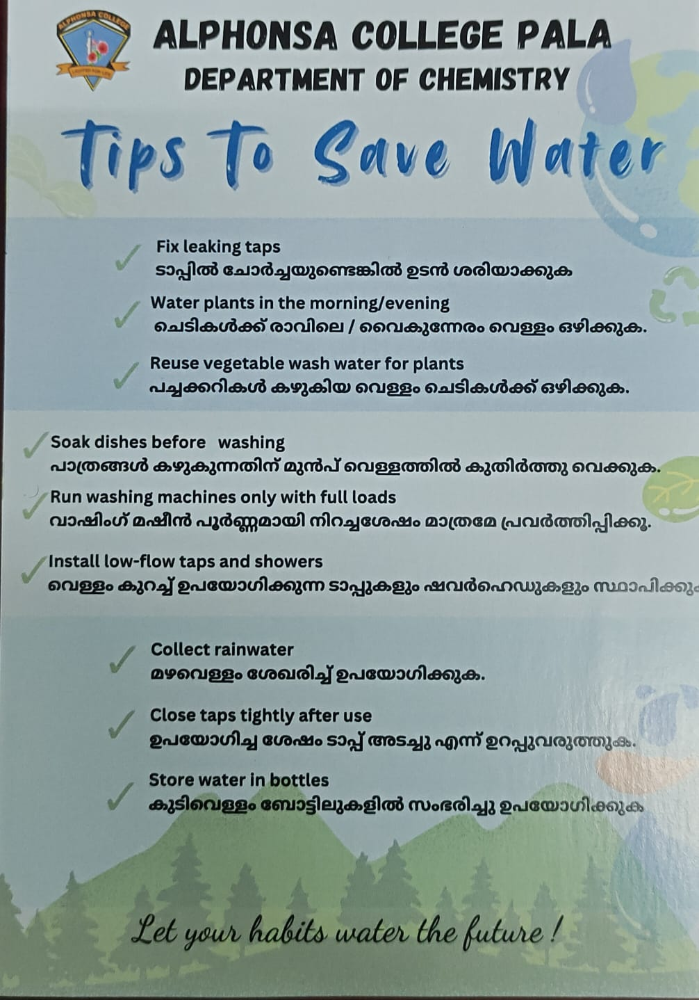 ALPHONSA COLLEGE
LIGHTED FOR LIFE
ALPHONSA COLLEGE PALA
DEPARTMENT OF CHEMISTRY
Tips To Save Water
Fix leaking taps
ടാപ്പിൽ ചോർച്ചയുണ്ടെങ്കിൽ ഉടൻ ശരിയാക്കുക
Water plants in the morning/evening
ചെടികൾക്ക് രാവിലെ / വൈകുന്നേരം വെള്ളം ഒഴിക്കുക.
Reuse vegetable wash water for plants
പച്ചക്കറികൾ കഴുകിയ വെള്ളം ചെടികൾക്ക് ഒഴിക്കുക.
Soak dishes before washing
പാത്രങ്ങൾ കഴുകുന്നതിന് മുൻപ് വെള്ളത്തിൽ കുതിർത്തു വെക്കുക.
Run washing machines only with full loads
വാഷിംഗ് മഷീൻ പൂർണ്ണമായി നിറച്ചശേഷം മാത്രമേ പ്രവർത്തിപ്പിക്കൂ.
Install low-flow taps and showers
വെള്ളം കുറച്ച് ഉപയോഗിക്കുന്ന ടാപ്പുകളും ഷവർഹെഡുകളും
Collect rainwater
മഴവെള്ളം ശേഖരിച്ച് ഉപയോഗിക്കുക.
Close taps tightly after use
ഉപയോഗിച്ച ശേഷം ടാപ്പ് അടച്ചു എന്ന് ഉറപ്പുവരുത്തുക.
Store water in bottles
കുടിവെള്ളം ബോട്ടിലുകളിൽ സംഭരിച്ചു ഉപയോഗിക്കുക
Let your habits water the future !